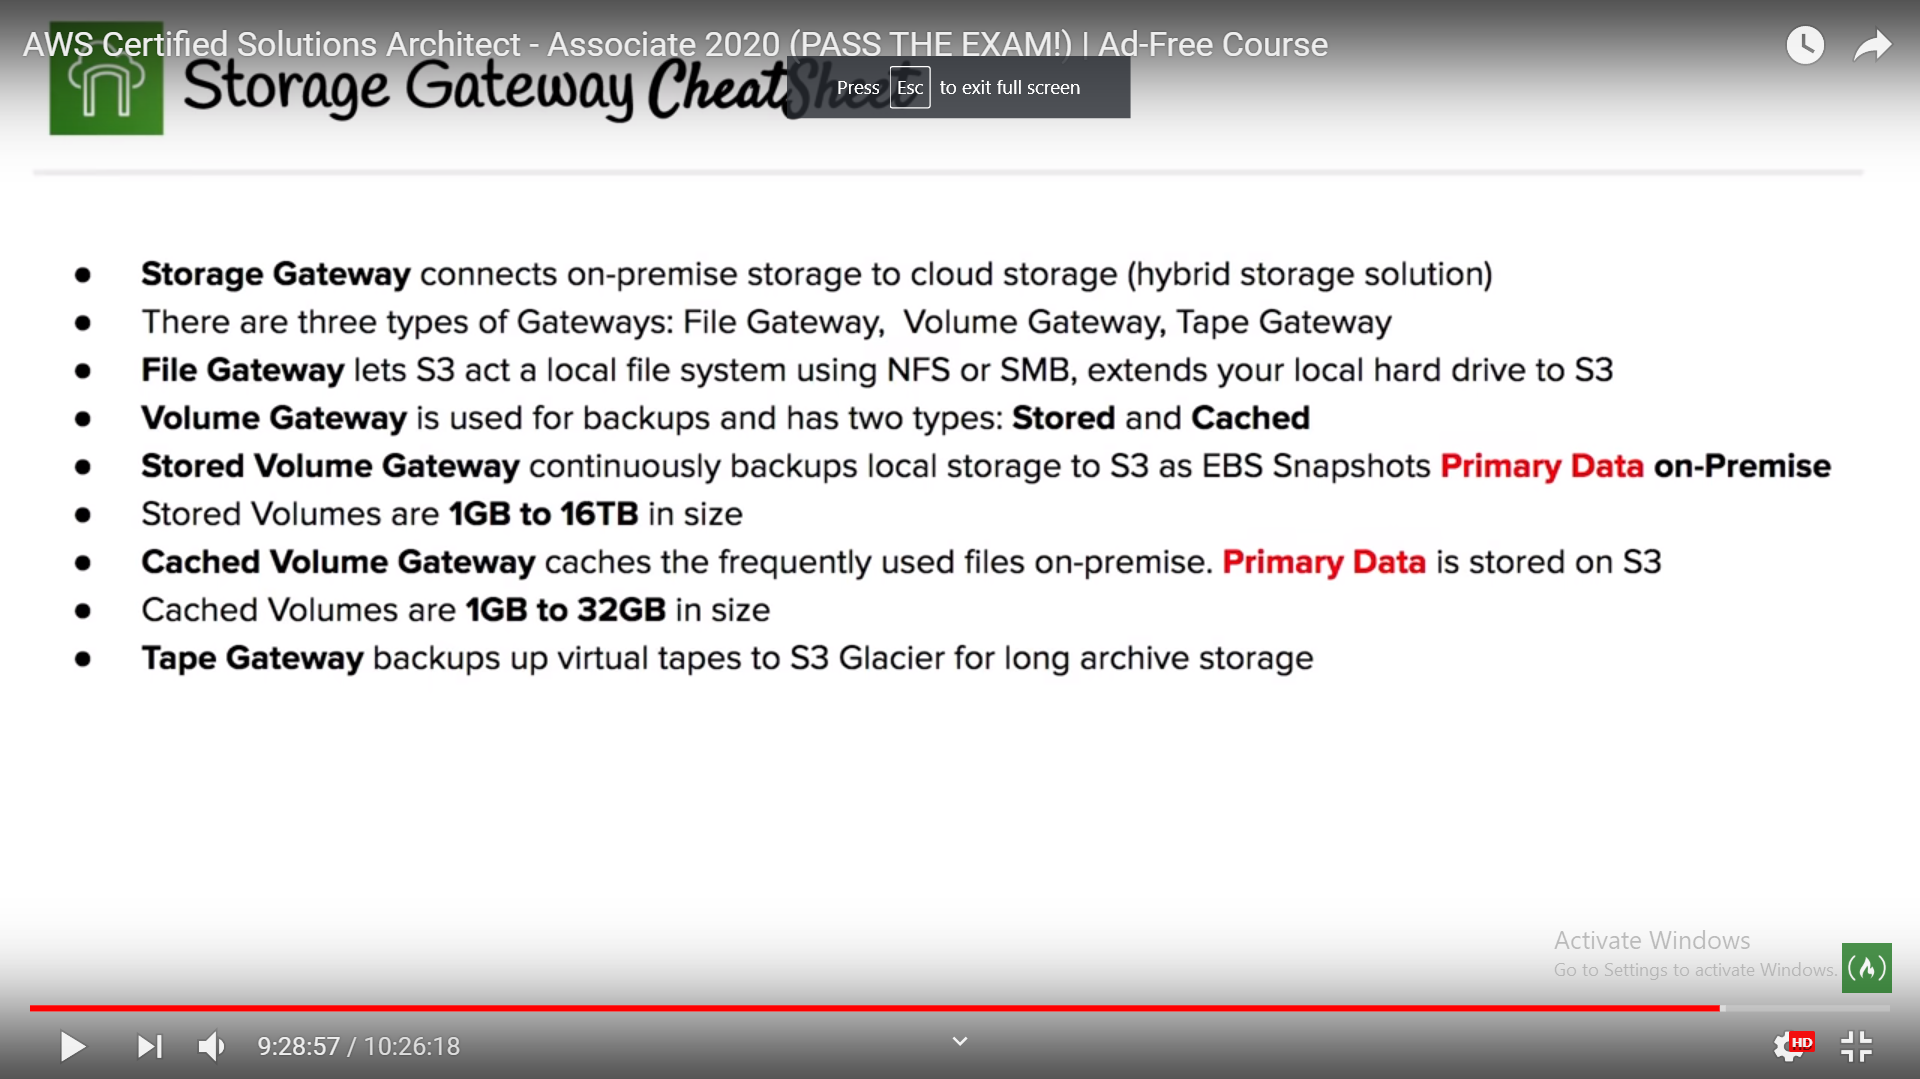 AWS Certified Solutions Architect - Associate 2020 (PASS THE EXAM!) | Ad-Free Course
Storage Gateway CheatSheet
Press Esc to exit full screen
● Storage Gateway connects on-premise storage to cloud storage (hybrid storage solution)
● There are three types of Gateways: File Gateway, Volume Gateway, Tape Gateway
● File Gateway lets S3 act a local file system using NFS or SMB, extends your local hard drive to S3
● Volume Gateway is used for backups and has two types: Stored and Cached
● Stored Volume Gateway continuously backups local storage to S3 as EBS Snapshots Primary Data on-Premise
● Stored Volumes are 1GB to 16TB in size
● Cached Volume Gateway caches the frequently used files on-premise. Primary Data is stored on S3
● Cached Volumes are 1GB to 32GB in size
● Tape Gateway backups up virtual tapes to S3 Glacier for long archive storage
Activate Windows
Go to Settings to activate Windows.
9:28:57 / 10:26:18
HD